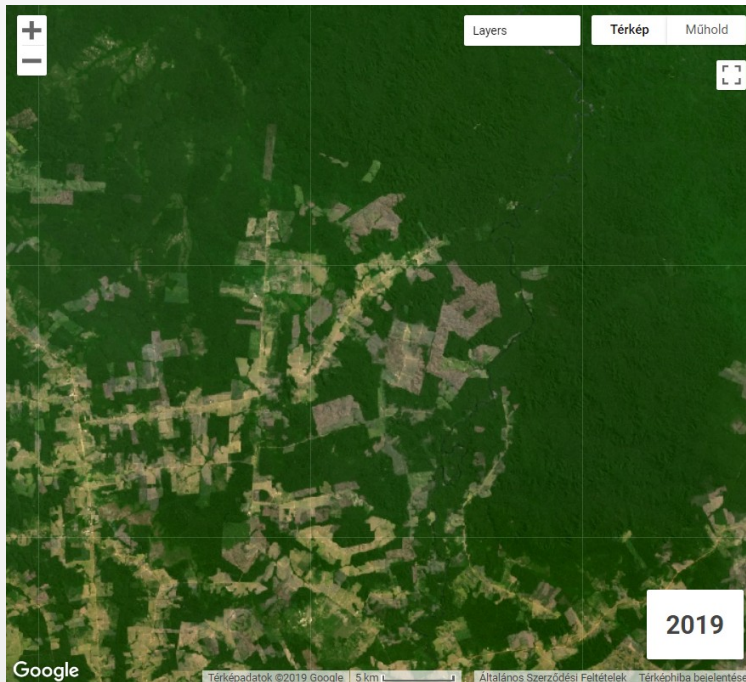 Layers
Térkép
Műhold
2019
Google
Térképadatok ©2019 Google
5 km
Általános Szerződési Feltételek
Térképhiba bejelentése